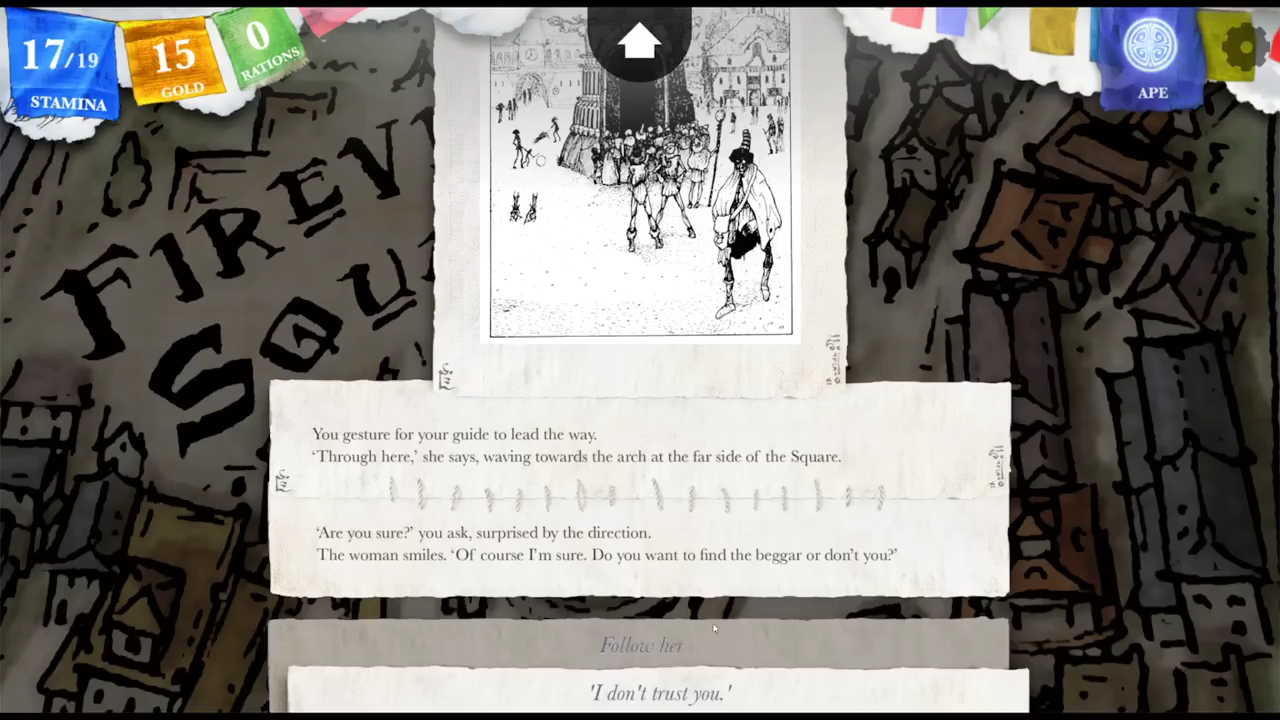 17/19
STAMINA
15
GOLD
0
RATIONS
APE
FIREV
SQU
You gesture for your guide to lead the way.
‘Through here,’ she says, waving towards the arch at the far side of the Square.
‘Are you sure?’ you ask, surprised by the direction.
The woman smiles. ‘Of course I’m sure. Do you want to find the beggar or don’t you?’
Follow her
'I don't trust you.'